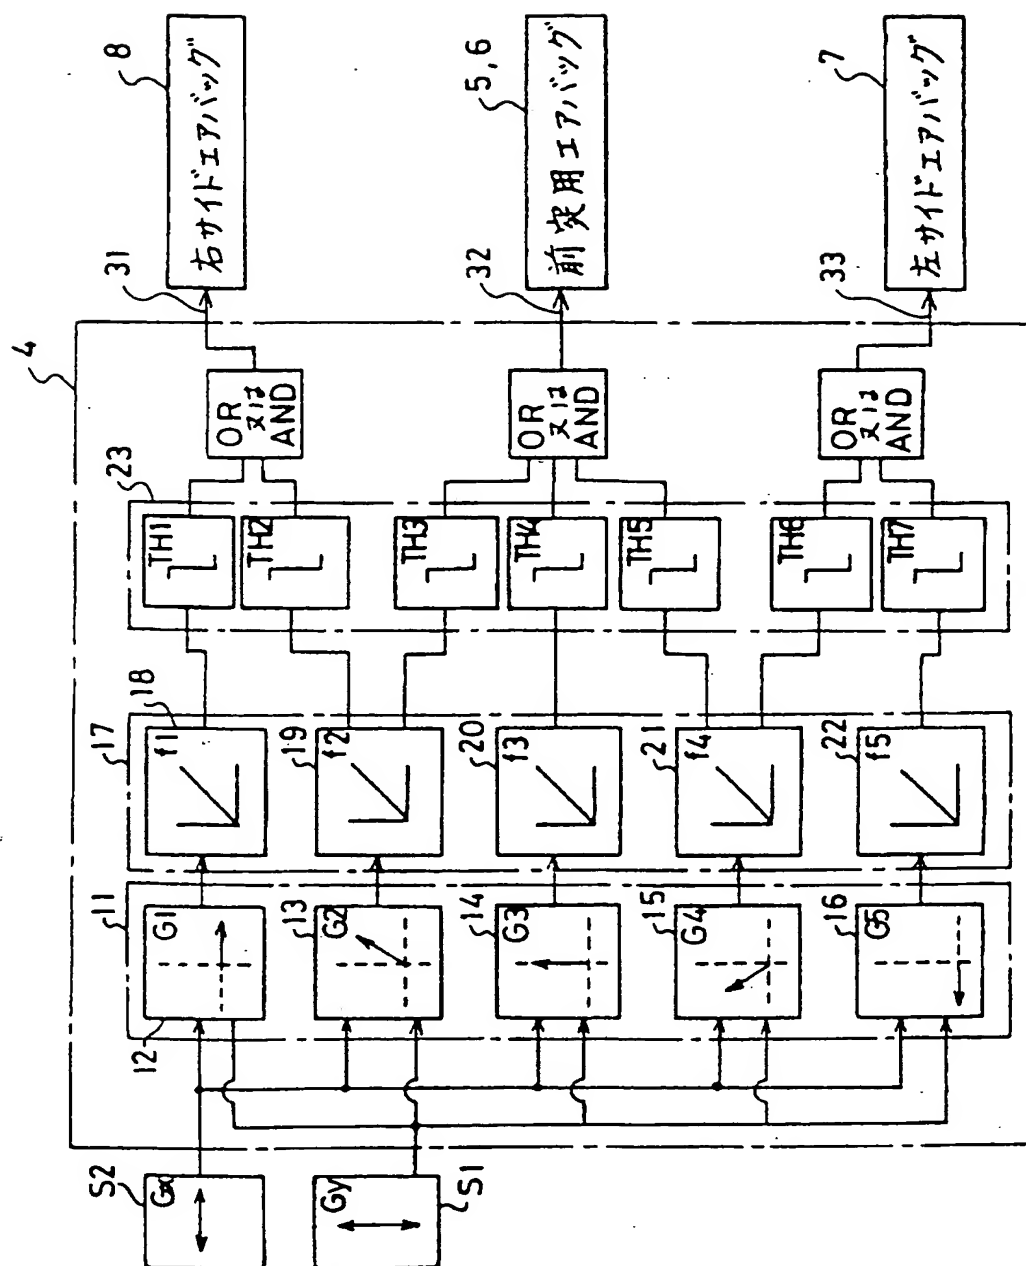 8
右サイドエアバッグ
31
5, 6
前突用エアバッグ
32
7
左サイドエアバッグ
33
4
OR
又は
AND
OR
又は
AND
OR
又は
AND
23
TH1
TH2
TH3
TH4
TH5
TH6
TH7
17
18
f1
19
f2
20
f3
21
f4
22
f5
11
12
G1
13
G2
14
G3
15
G4
16
G5
S2
Gx
Gy
S1